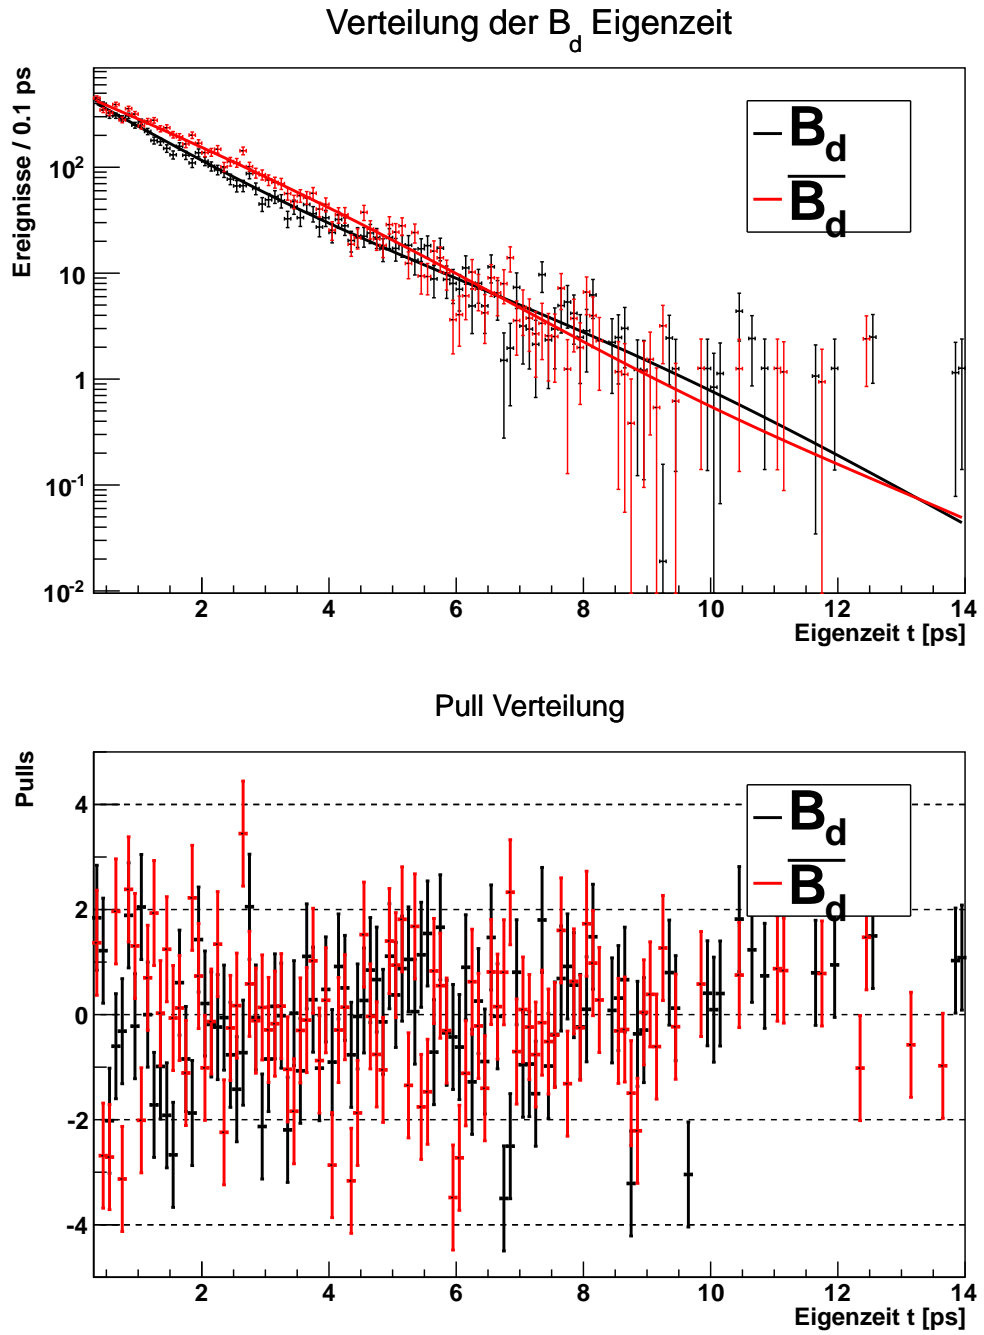 Verteilung der B_d Eigenzeit
Ereignisse / 0.1 ps
10^2
10
1
10^-1
10^-2
B_d
B̅_d̅
2 4 6 8 10 12 14
Eigenzeit t [ps]
Pull Verteilung
Pulls
4
2
0
-2
-4
B_d
B̅_d̅
2 4 6 8 10 12 14
Eigenzeit t [ps]